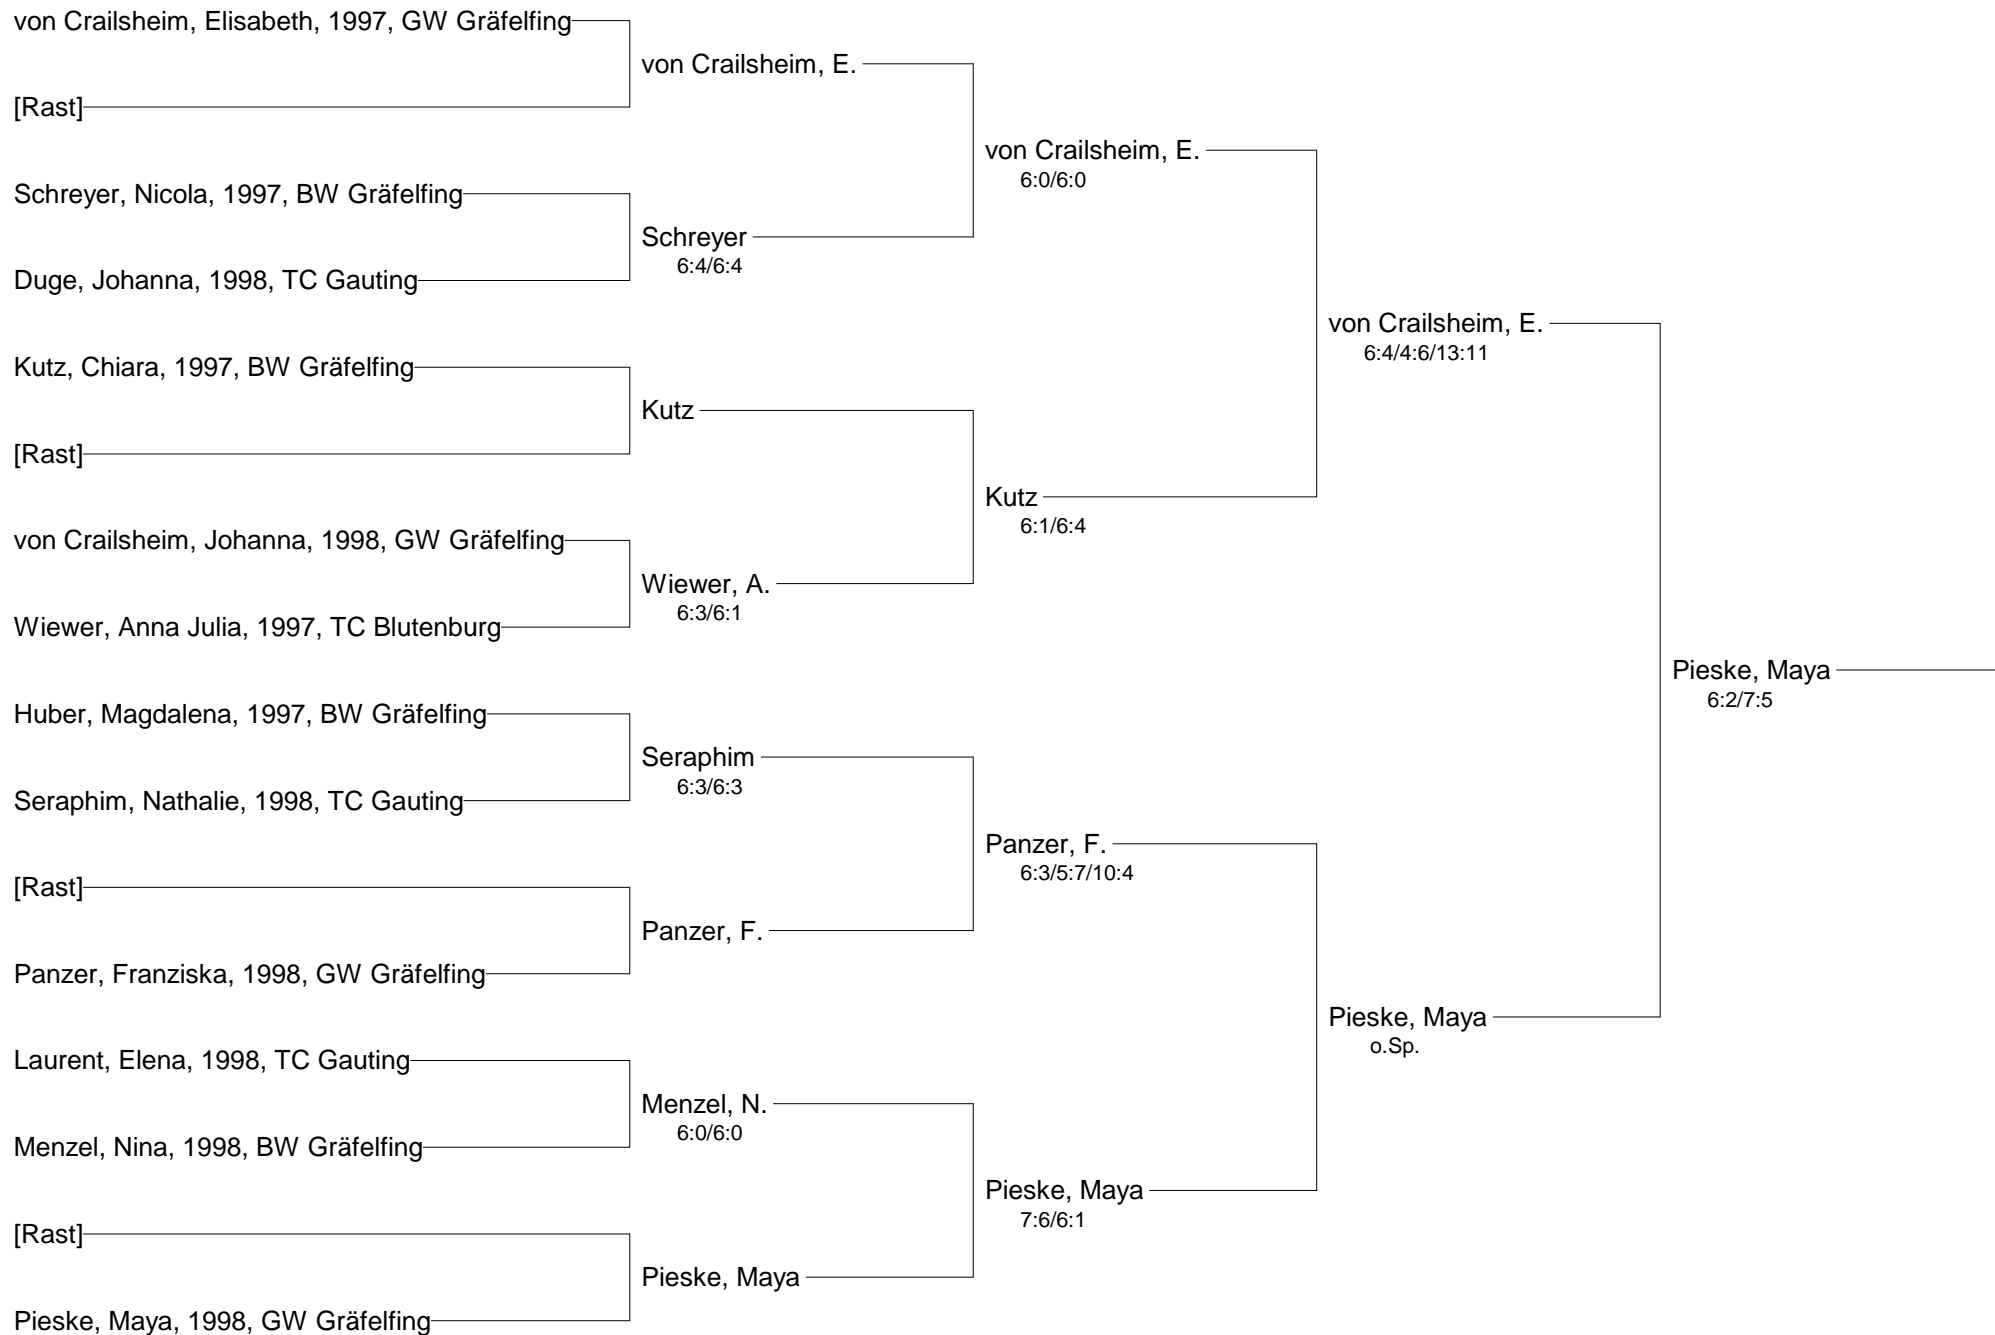 von Crailsheim, Elisabeth, 1997, GW Gräfelfing
[Rast]
Schreyer, Nicola, 1997, BW Gräfelfing
Duge, Johanna, 1998, TC Gauting
Kutz, Chiara, 1997, BW Gräfelfing
[Rast]
von Crailsheim, Johanna, 1998, GW Gräfelfing
Wiewer, Anna Julia, 1997, TC Blutenburg
Huber, Magdalena, 1997, BW Gräfelfing
Seraphim, Nathalie, 1998, TC Gauting
[Rast]
Panzer, Franziska, 1998, GW Gräfelfing
Laurent, Elena, 1998, TC Gauting
Menzel, Nina, 1998, BW Gräfelfing
[Rast]
Pieske, Maya, 1998, GW Gräfelfing
von Crailsheim, E.
Schreyer
6:4/6:4
Kutz
Wiewer, A.
6:3/6:1
Seraphim
6:3/6:3
Panzer, F.
Menzel, N.
6:0/6:0
Pieske, Maya
von Crailsheim, E.
6:0/6:0
Kutz
6:1/6:4
Panzer, F.
6:3/5:7/10:4
Pieske, Maya
7:6/6:1
von Crailsheim, E.
6:4/4:6/13:11
Pieske, Maya
o.Sp.
Pieske, Maya
6:2/7:5